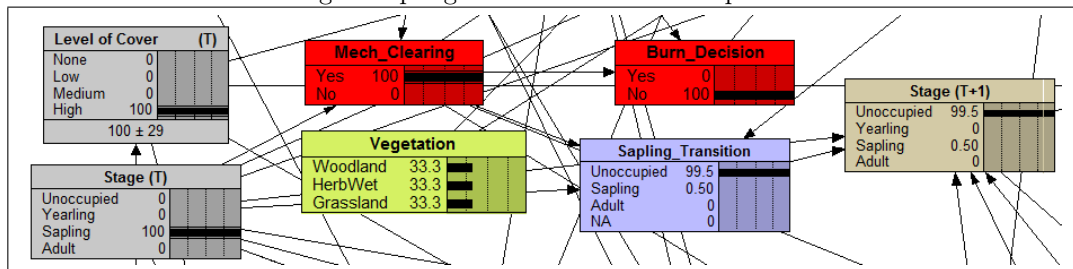 Level of Cover (T)
None 0
Low 0
Medium 0
High 100
100 ± 29
Stage (T)
Unoccupied 0
Yearling 0
Sapling 100
Adult 0
Mech_Clearing
Yes 100
No 0
Vegetation
Woodland 33.3
HerbWet 33.3
Grassland 33.3
Burn_Decision
Yes 0
No 100
Sapling_Transition
Unoccupied 99.5
Sapling 0.50
Adult 0
NA 0
Stage (T+1)
Unoccupied 99.5
Yearling 0
Sapling 0.50
Adult 0